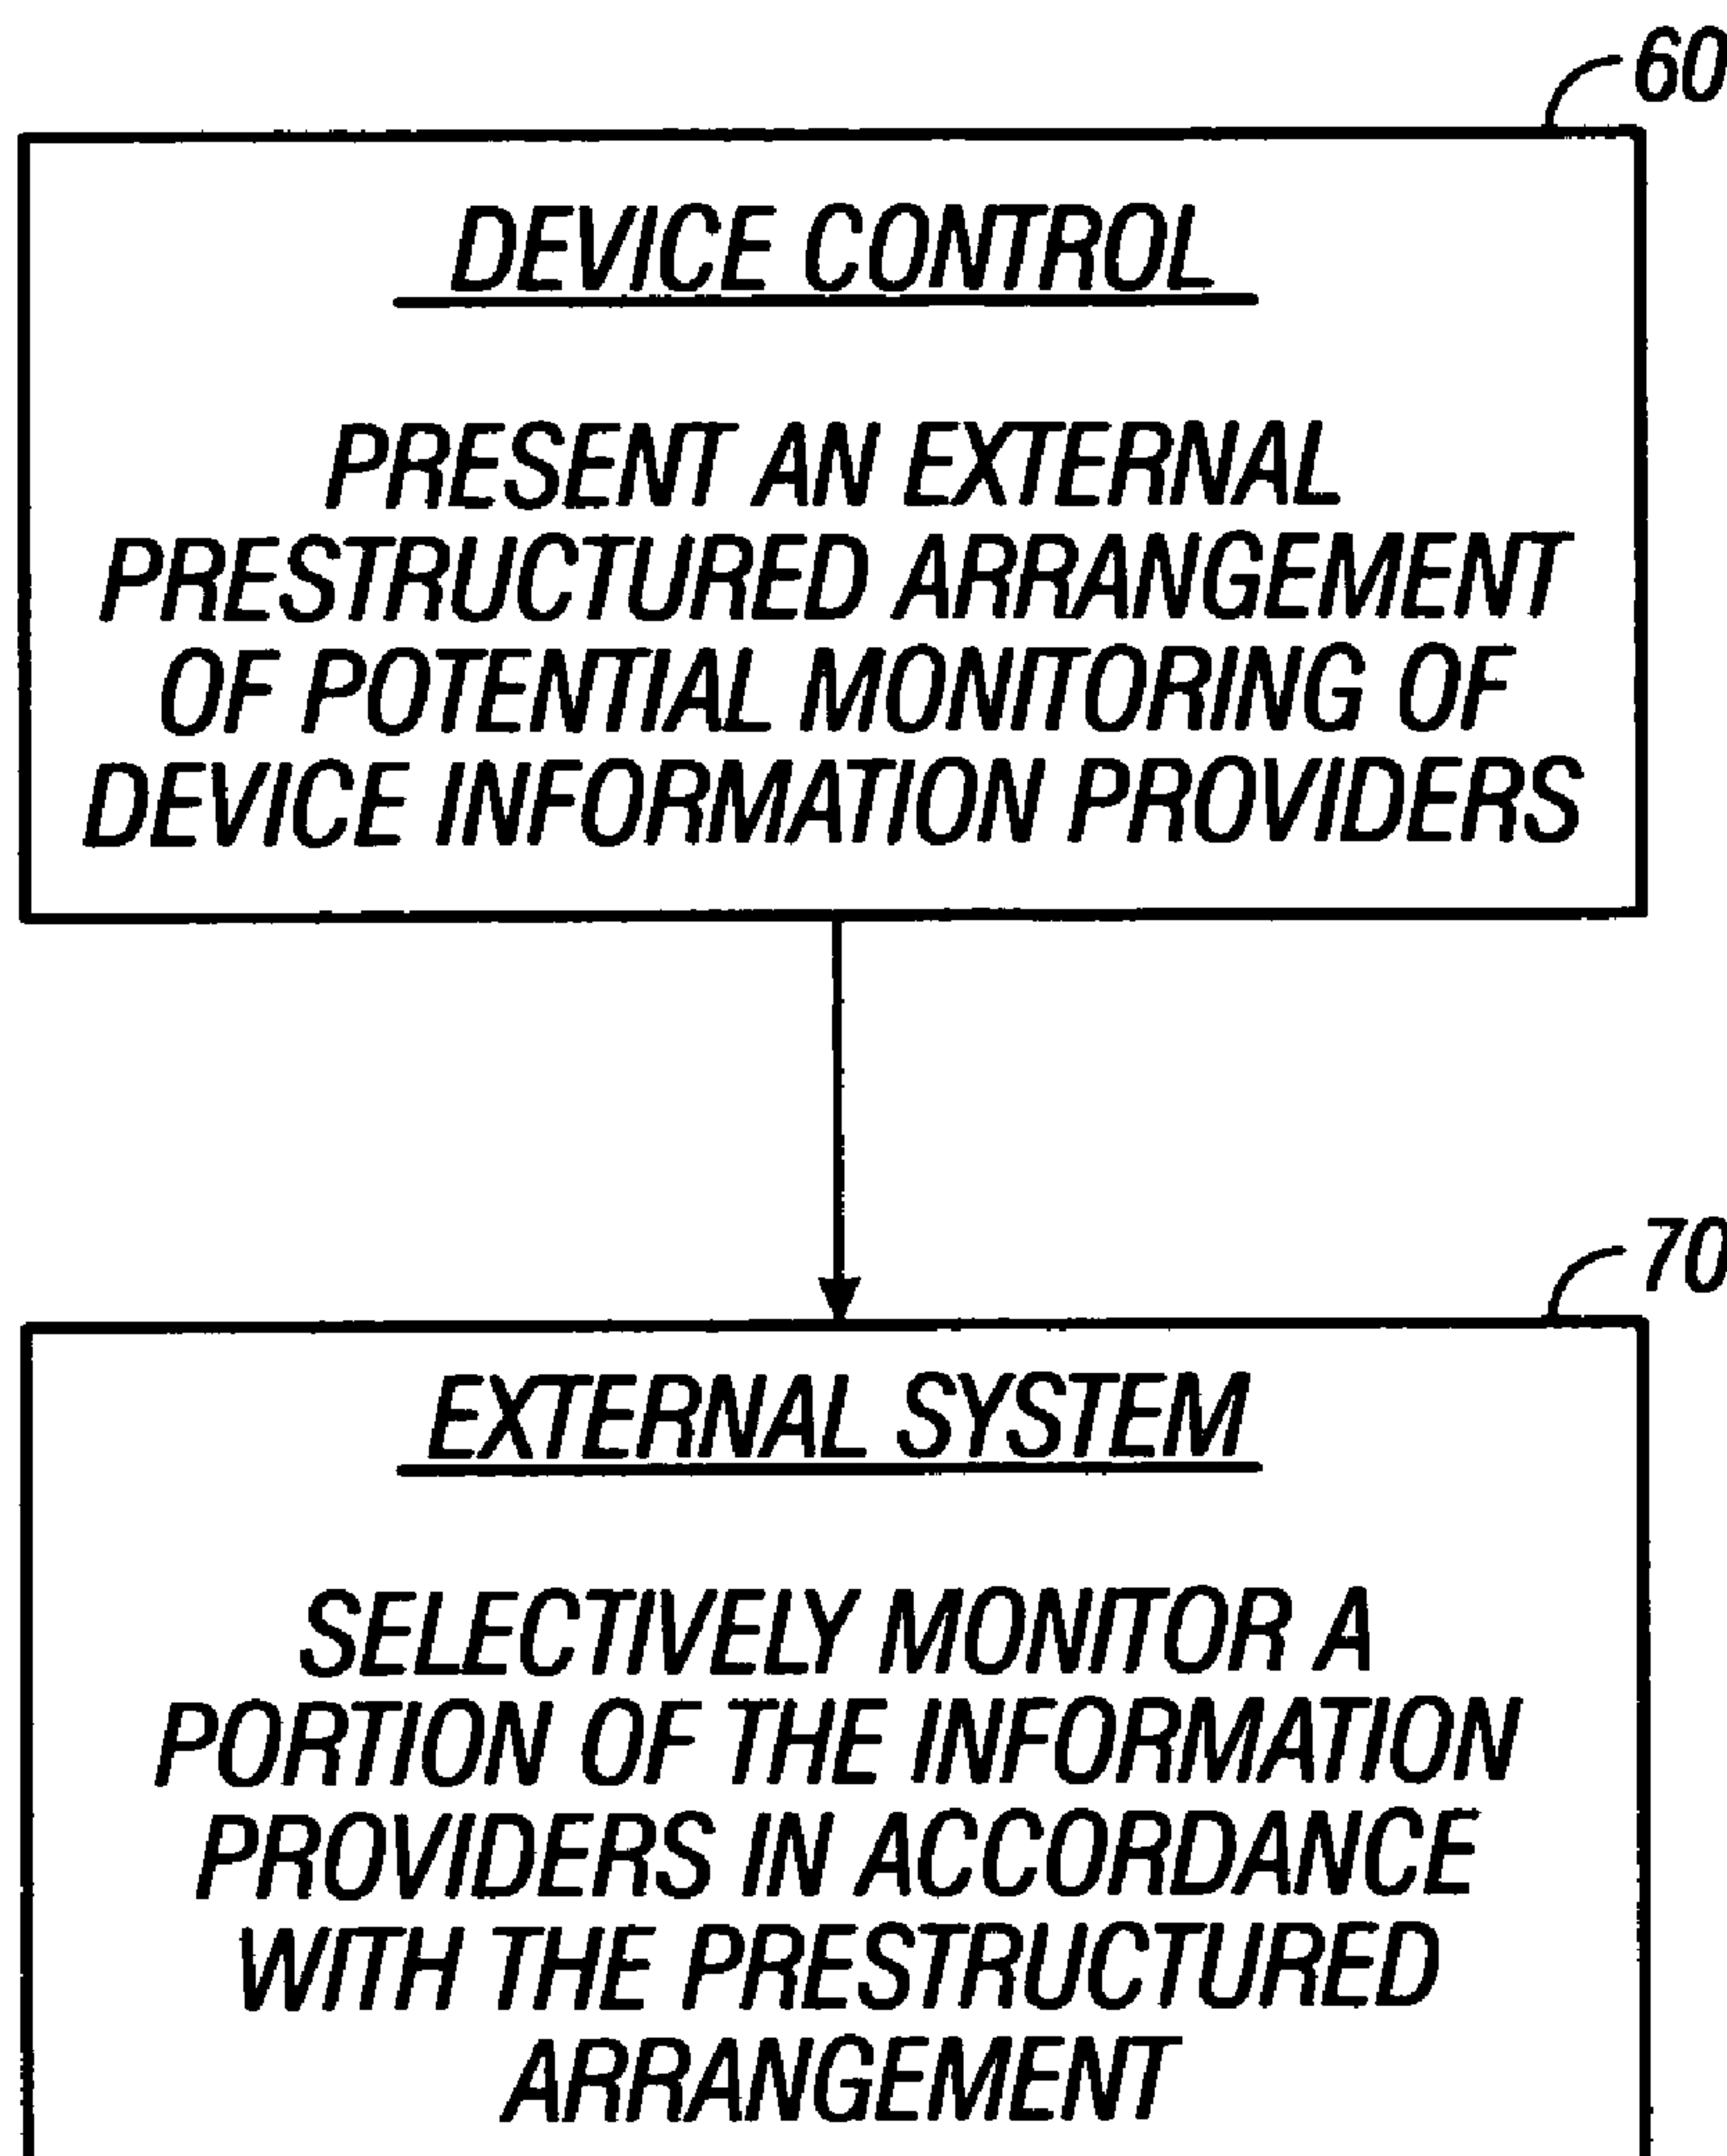 60
DEVICE CONTROL
PRESENT AN EXTERNAL
PRESTRUCTURED ARRANGEMENT
OF POTENTIAL MONITORING OF
DEVICE INFORMATION PROVIDERS
70
EXTERNAL SYSTEM
SELECTIVELY MONITOR A
PORTION OF THE INFORMATION
PROVIDERS IN ACCORDANCE
WITH THE PRESTRUCTURED
ARRANGEMENT